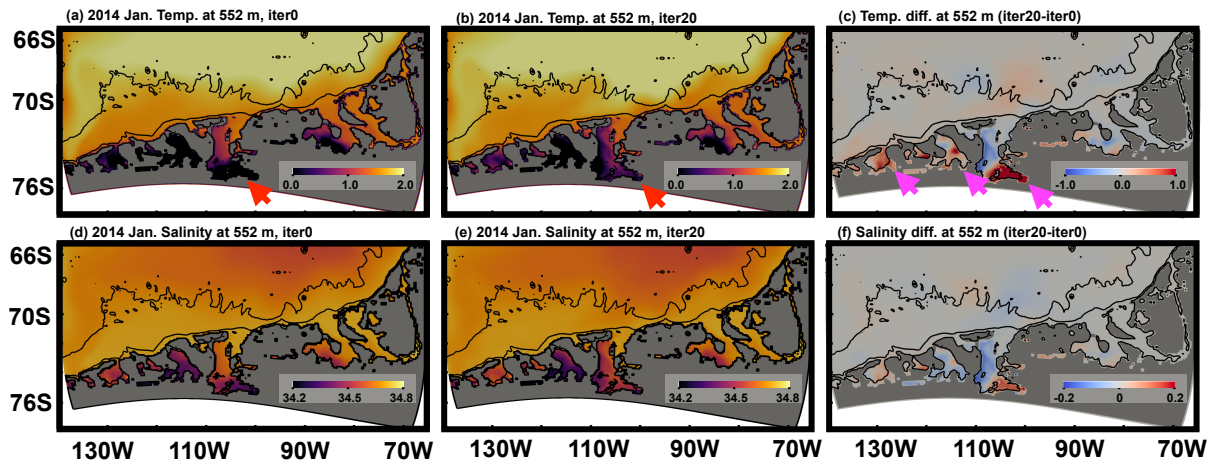 (a) 2014 Jan. Temp. at 552 m, iter0
(b) 2014 Jan. Temp. at 552 m, iter20
(c) Temp. diff. at 552 m (iter20-iter0)
66S
70S
76S
0.0 1.0 2.0
0.0 1.0 2.0
-1.0 0 1.0
(d) 2014 Jan. Salinity at 552 m, iter0
(e) 2014 Jan. Salinity at 552 m, iter20
(f) Salinity diff. at 552 m (iter20-iter0)
66S
70S
76S
34.2 34.5 34.8
34.2 34.5 34.8
-0.2 0 0.2
130W 110W 90W 70W
130W 110W 90W 70W
130W 110W 90W 70W